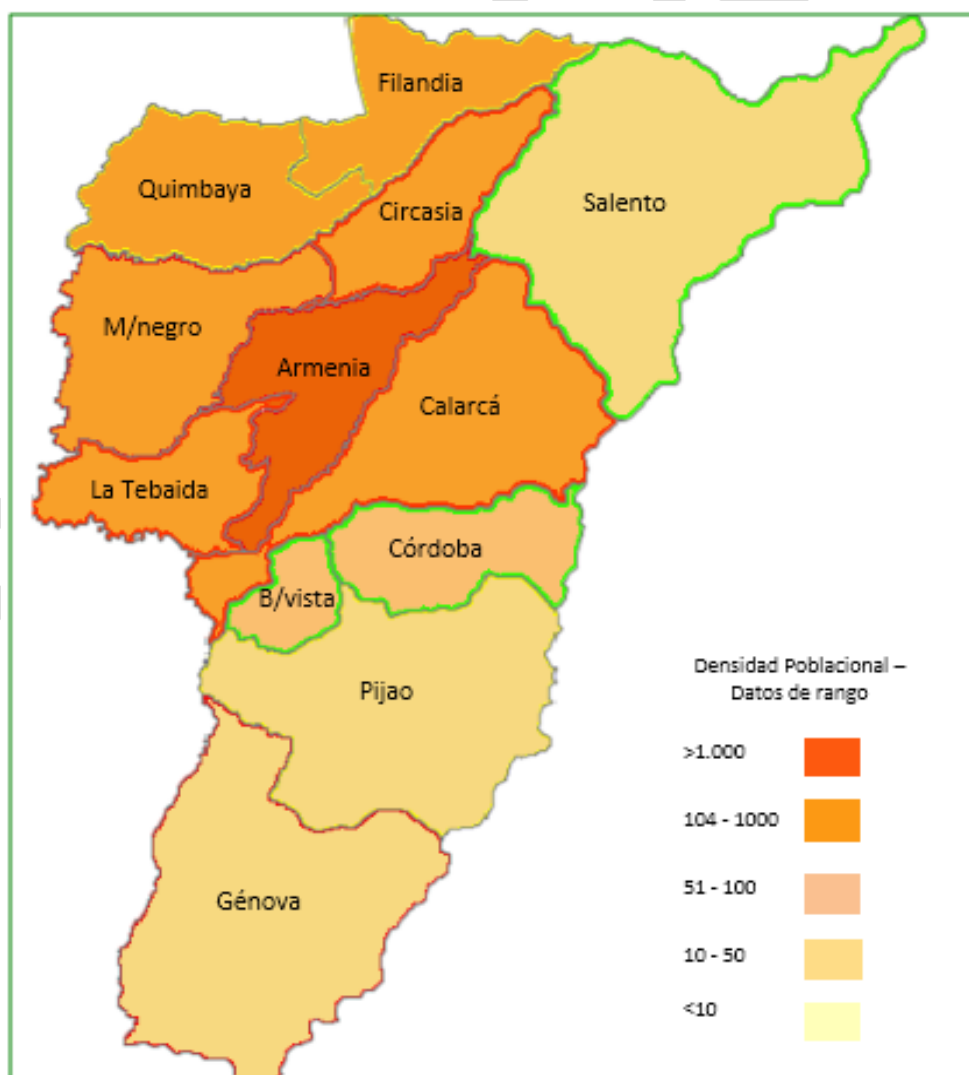 Filandia
Quimbaya
Circasia
Salento
M/negro
Armenia
Calarcá
La Tebaida
Córdoba
B/vista
Pijao
Génova
Densidad Poblacional –
Datos de rango
>1.000
104 - 1000
51 - 100
10 - 50
<10